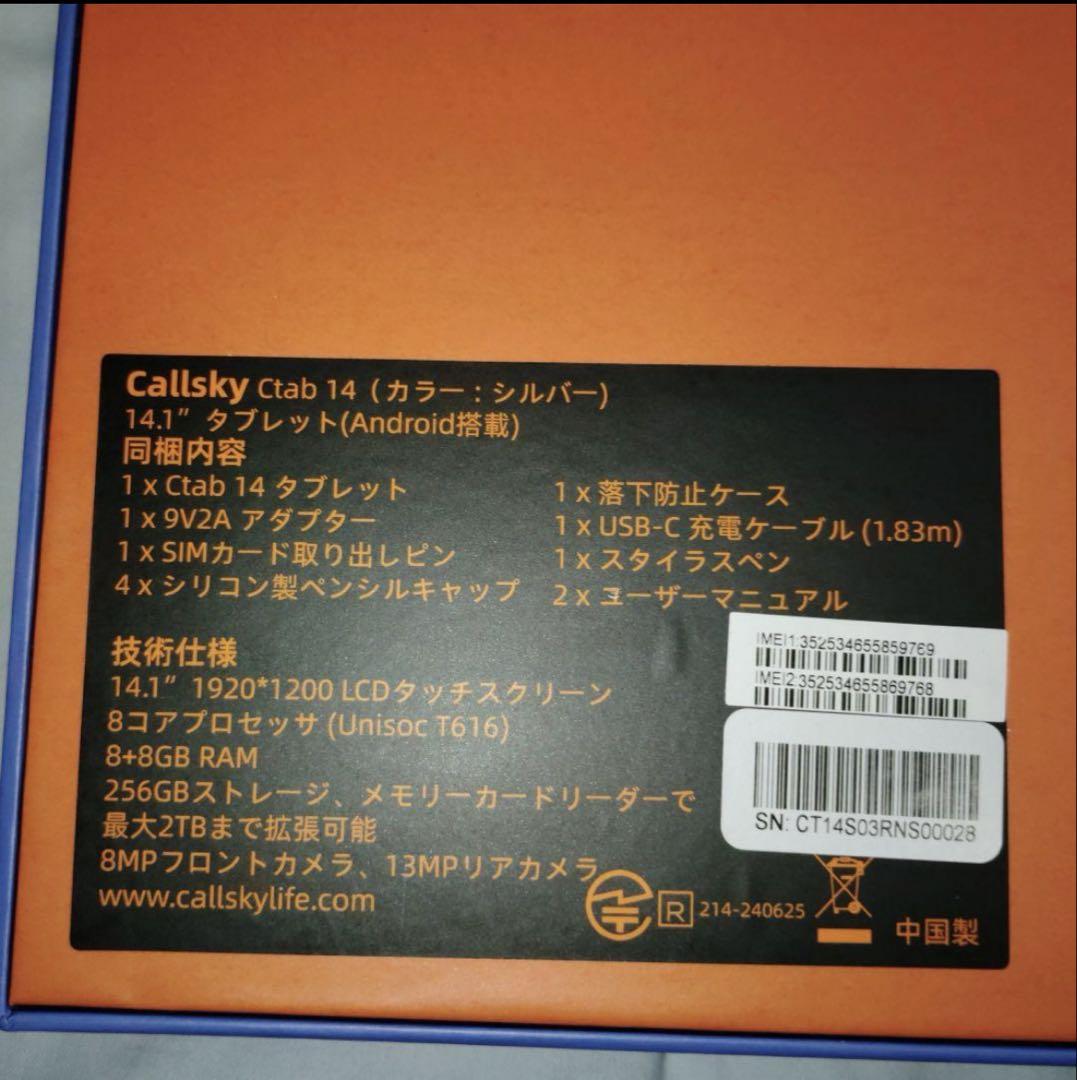 Callsky Ctab 14（カラー：シルバー)
14.1” タブレット(Android搭載)
同梱内容
1 x Ctab 14 タブレット
1 x 9V2A アダプター
1 x SIMカード取り出しピン
4 x シリコン製ペンシルキャップ
1 x 落下防止ケース
1 x USB-C 充電ケーブル (1.83m)
1 x スタイラスペン
2 x ユーザーマニュアル
技術仕様
14.1” 1920*1200 LCDタッチスクリーン
8コアプロセッサ (Unisoc T616)
8+8GB RAM
256GBストレージ、メモリーカードリーダーで
最大2TBまで拡張可能
8MPフロントカメラ、13MPリアカメラ
www.callskylife.com
IMEI1:352534655859769
IMEI2:352534655869768
SN: CT14S03RNS00028
R 214-240625
中国製